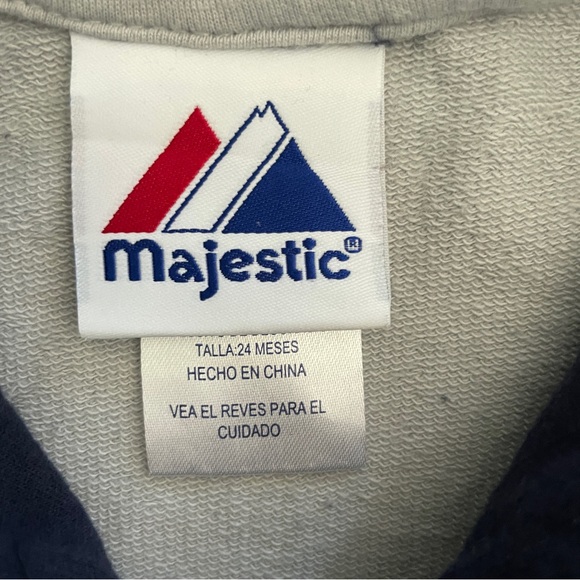 majestic®
TALLA:24 MESES
HECHO EN CHINA
VEA EL REVES PARA EL
CUIDADO